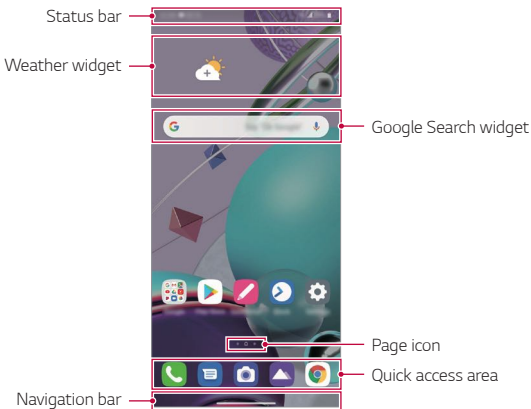 Status bar
Weather widget
Google Search widget
Page icon
Quick access area
Navigation bar